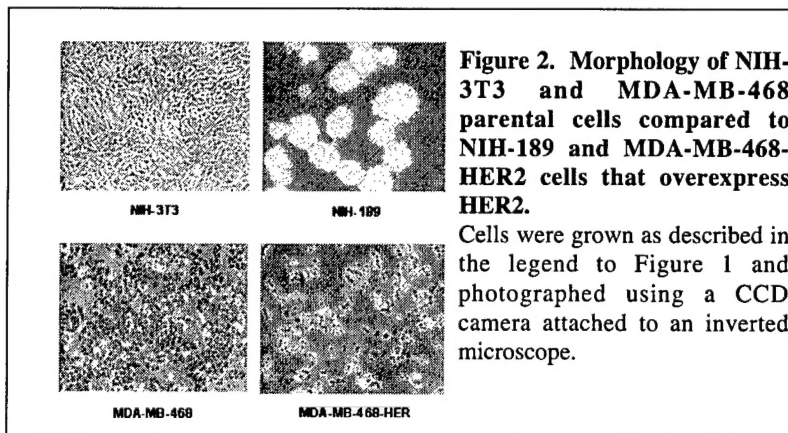 NIH-3T3
NIH-189
MDA-MB-468
MDA-MB-468-HER
Figure 2. Morphology of NIH-
3T3 and MDA-MB-468
parental cells compared to
NIH-189 and MDA-MB-468-
HER2 cells that overexpress
HER2.
Cells were grown as described in
the legend to Figure 1 and
photographed using a CCD
camera attached to an inverted
microscope.